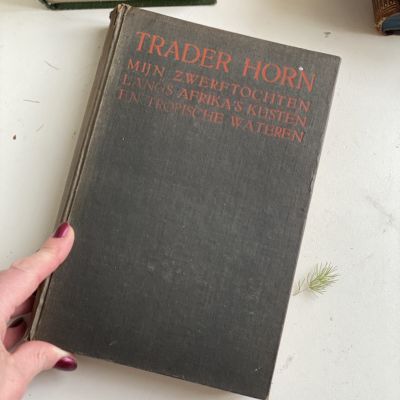 TRADER HORN
MIJN ZWERFTOCHTEN
LANGS AFRIKA'S KUSTEN
EN TROPISCHE WATEREN